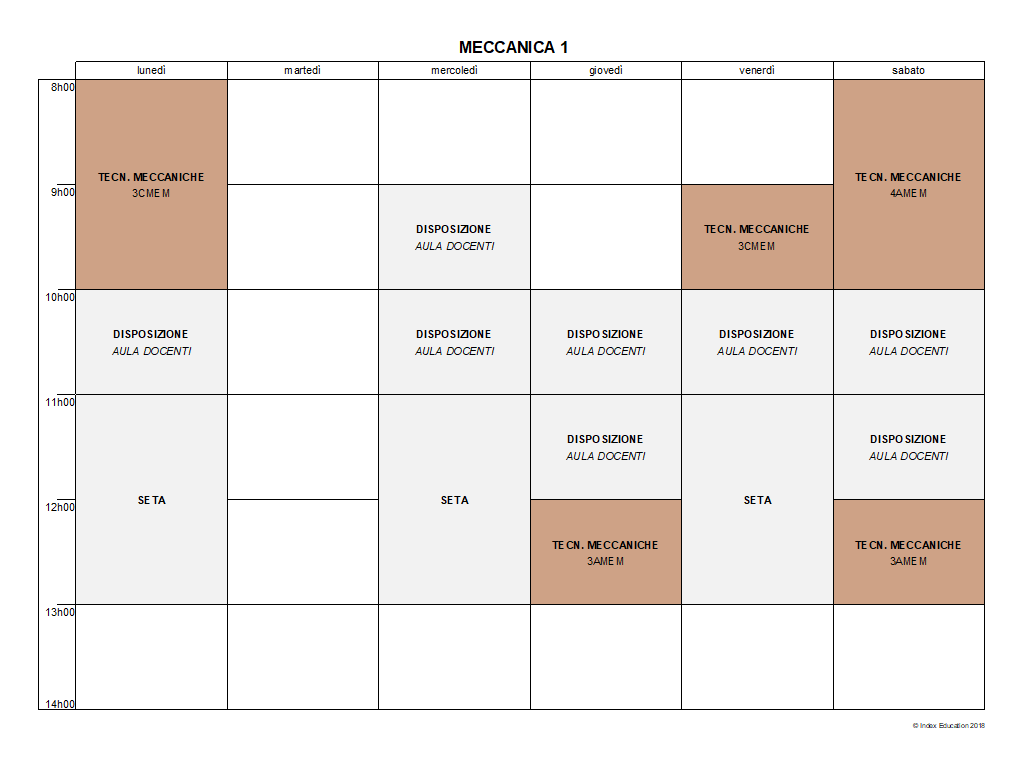 MECCANICA 1
lunedì martedì mercoledì giovedì venerdì sabato
8h00
TECN. MECCANICHE
3CMEM
TECN. MECCANICHE
4AMEM
9h00
DISPOSIZIONE
AULA DOCENTI
TECN. MECCANICHE
3CMEM
10h00
DISPOSIZIONE
AULA DOCENTI
DISPOSIZIONE
AULA DOCENTI
DISPOSIZIONE
AULA DOCENTI
DISPOSIZIONE
AULA DOCENTI
DISPOSIZIONE
AULA DOCENTI
11h00
DISPOSIZIONE
AULA DOCENTI
DISPOSIZIONE
AULA DOCENTI
SETA
SETA
SETA
12h00
TECN. MECCANICHE
3AMEM
TECN. MECCANICHE
3AMEM
13h00
14h00
© Index Education 2018